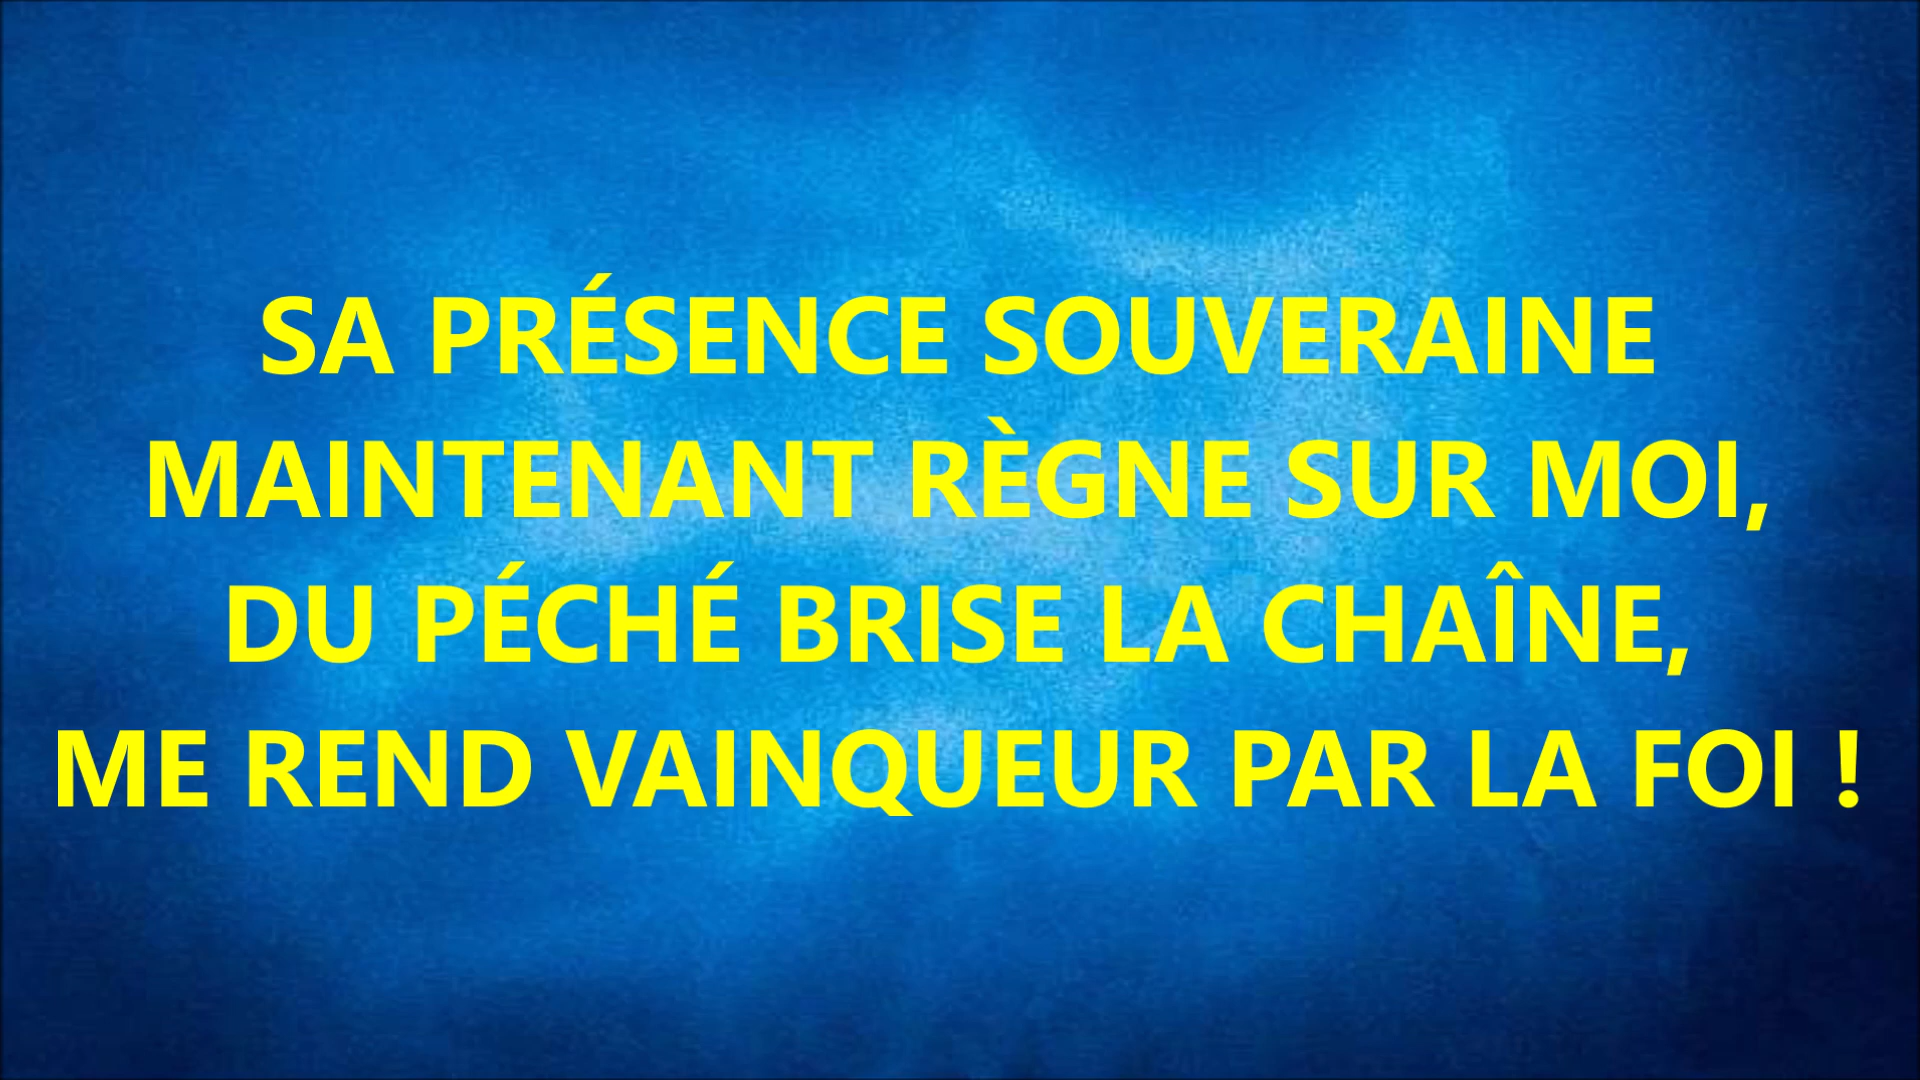 SA PRÉSENCE SOUVERAINE
MAINTENANT RÈGNE SUR MOI,
DU PÉCHÉ BRISE LA CHAÎNE,
ME REND VAINQUEUR PAR LA FOI !